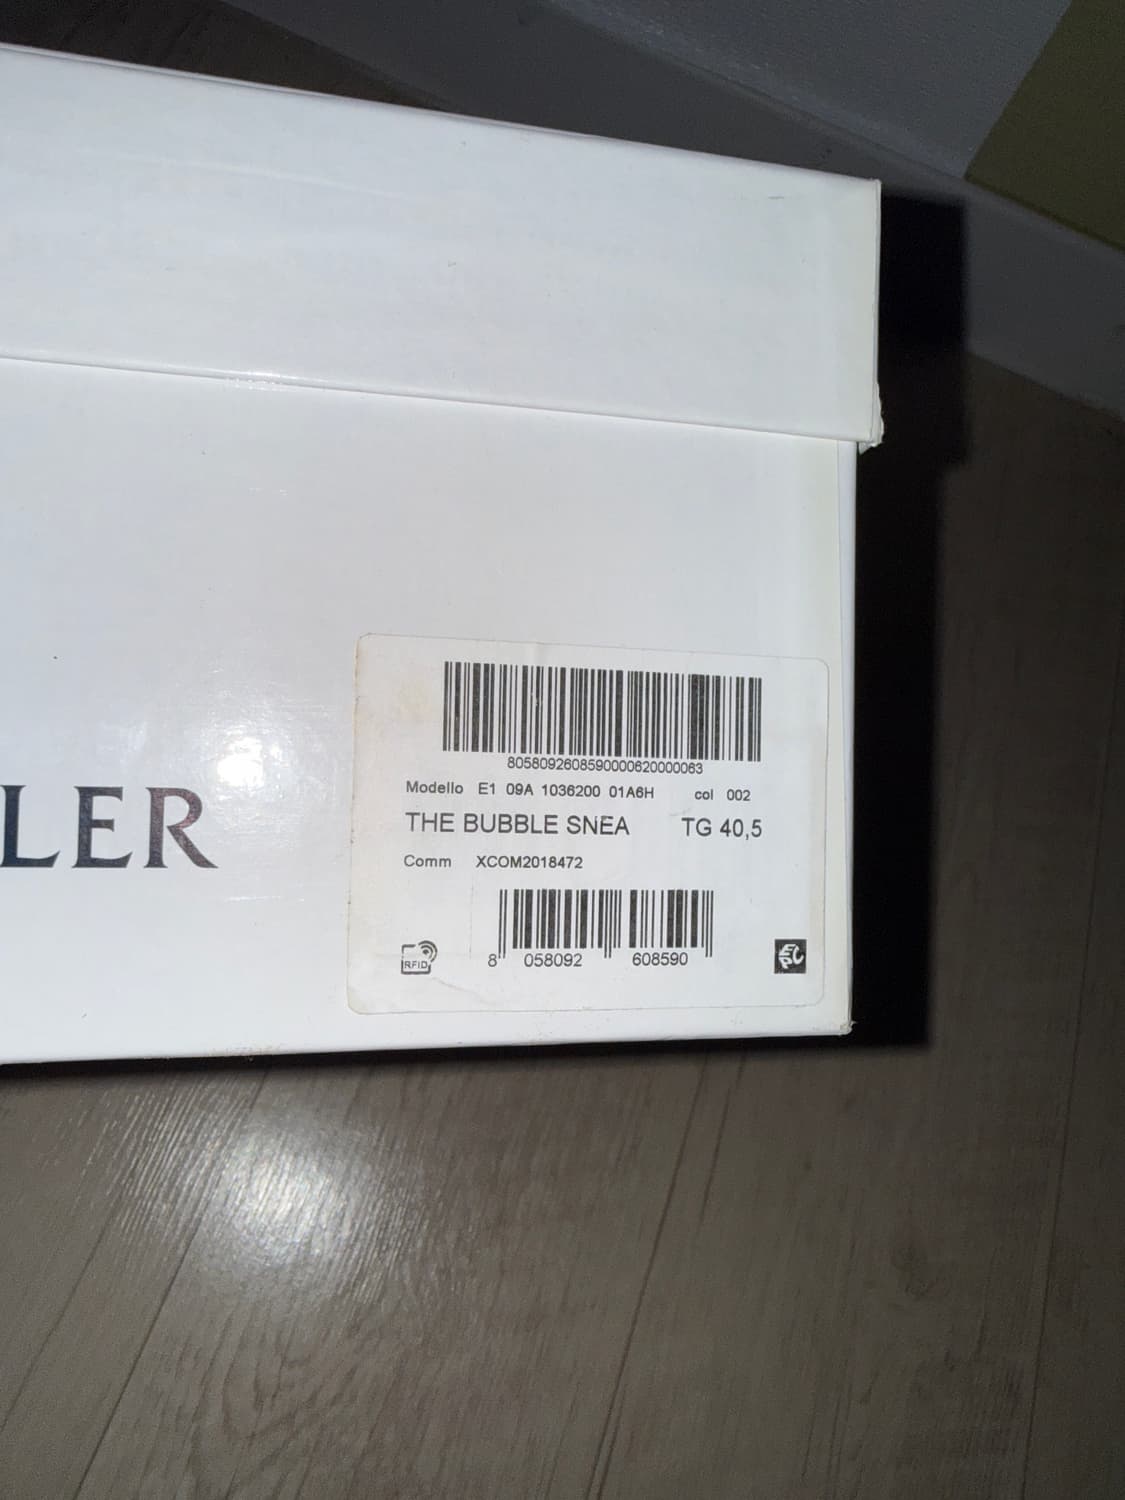 LER
8058092608590000620000063
Modello E1 09A 1036200 01A6H col 002
THE BUBBLE SNEA TG 40,5
Comm XCOM2018472
RFID
8 058092 608590
EPC